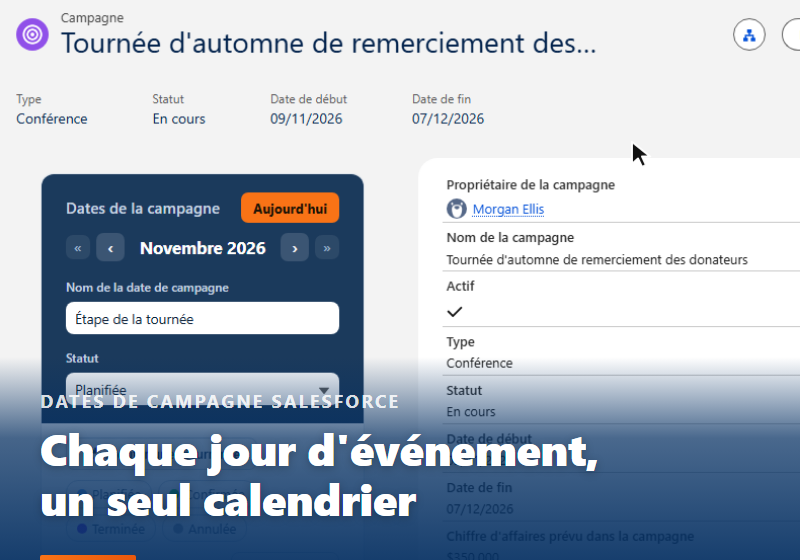 Campagne
Tournée d'automne de remerciement des...
Type
Statut
Date de début
Date de fin
Conférence
En cours
09/11/2026
07/12/2026
Dates de la campagne
Aujourd'hui
«
‹
Novembre 2026
›
»
Nom de la date de campagne
Étape de la tournée
Statut
Planifiée
Propriétaire de la campagne
Morgan Ellis
Nom de la campagne
Tournée d'automne de remerciement des donateurs
Actif
Type
Conférence
Statut
En cours
Date de début
Date de fin
07/12/2026
Chiffre d'affaires prévu dans la campagne
$350,000
DATES DE CAMPAGNE SALESFORCE
Chaque jour d'événement,
un seul calendrier
Terminée
Annulée